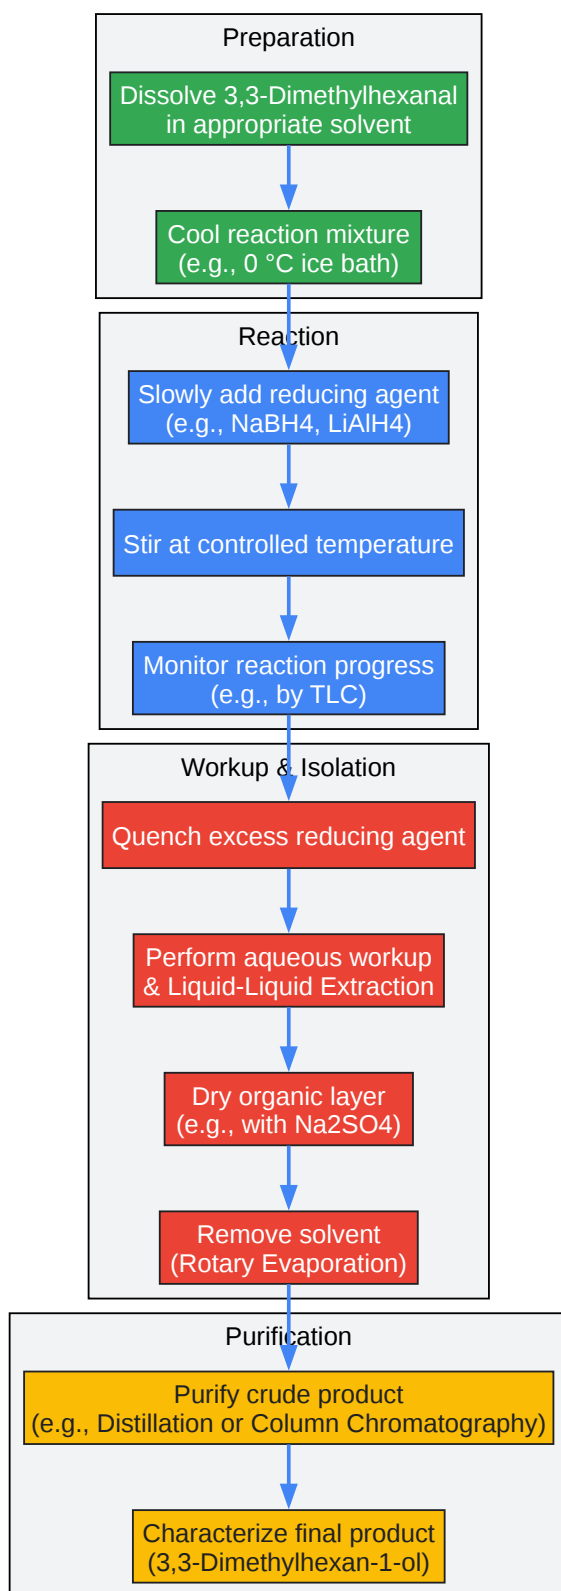 Preparation
Dissolve 3,3-Dimethylhexanal
in appropriate solvent
Cool reaction mixture
(e.g., 0 °C ice bath)
Reaction
Slowly add reducing agent
(e.g., NaBH4, LiAlH4)
Stir at controlled temperature
Monitor reaction progress
(e.g., by TLC)
Workup & Isolation
Quench excess reducing agent
Perform aqueous workup
& Liquid-Liquid Extraction
Dry organic layer
(e.g., with Na2SO4)
Remove solvent
(Rotary Evaporation)
Purification
Purify crude product
(e.g., Distillation or Column Chromatography)
Characterize final product
(3,3-Dimethylhexan-1-ol)